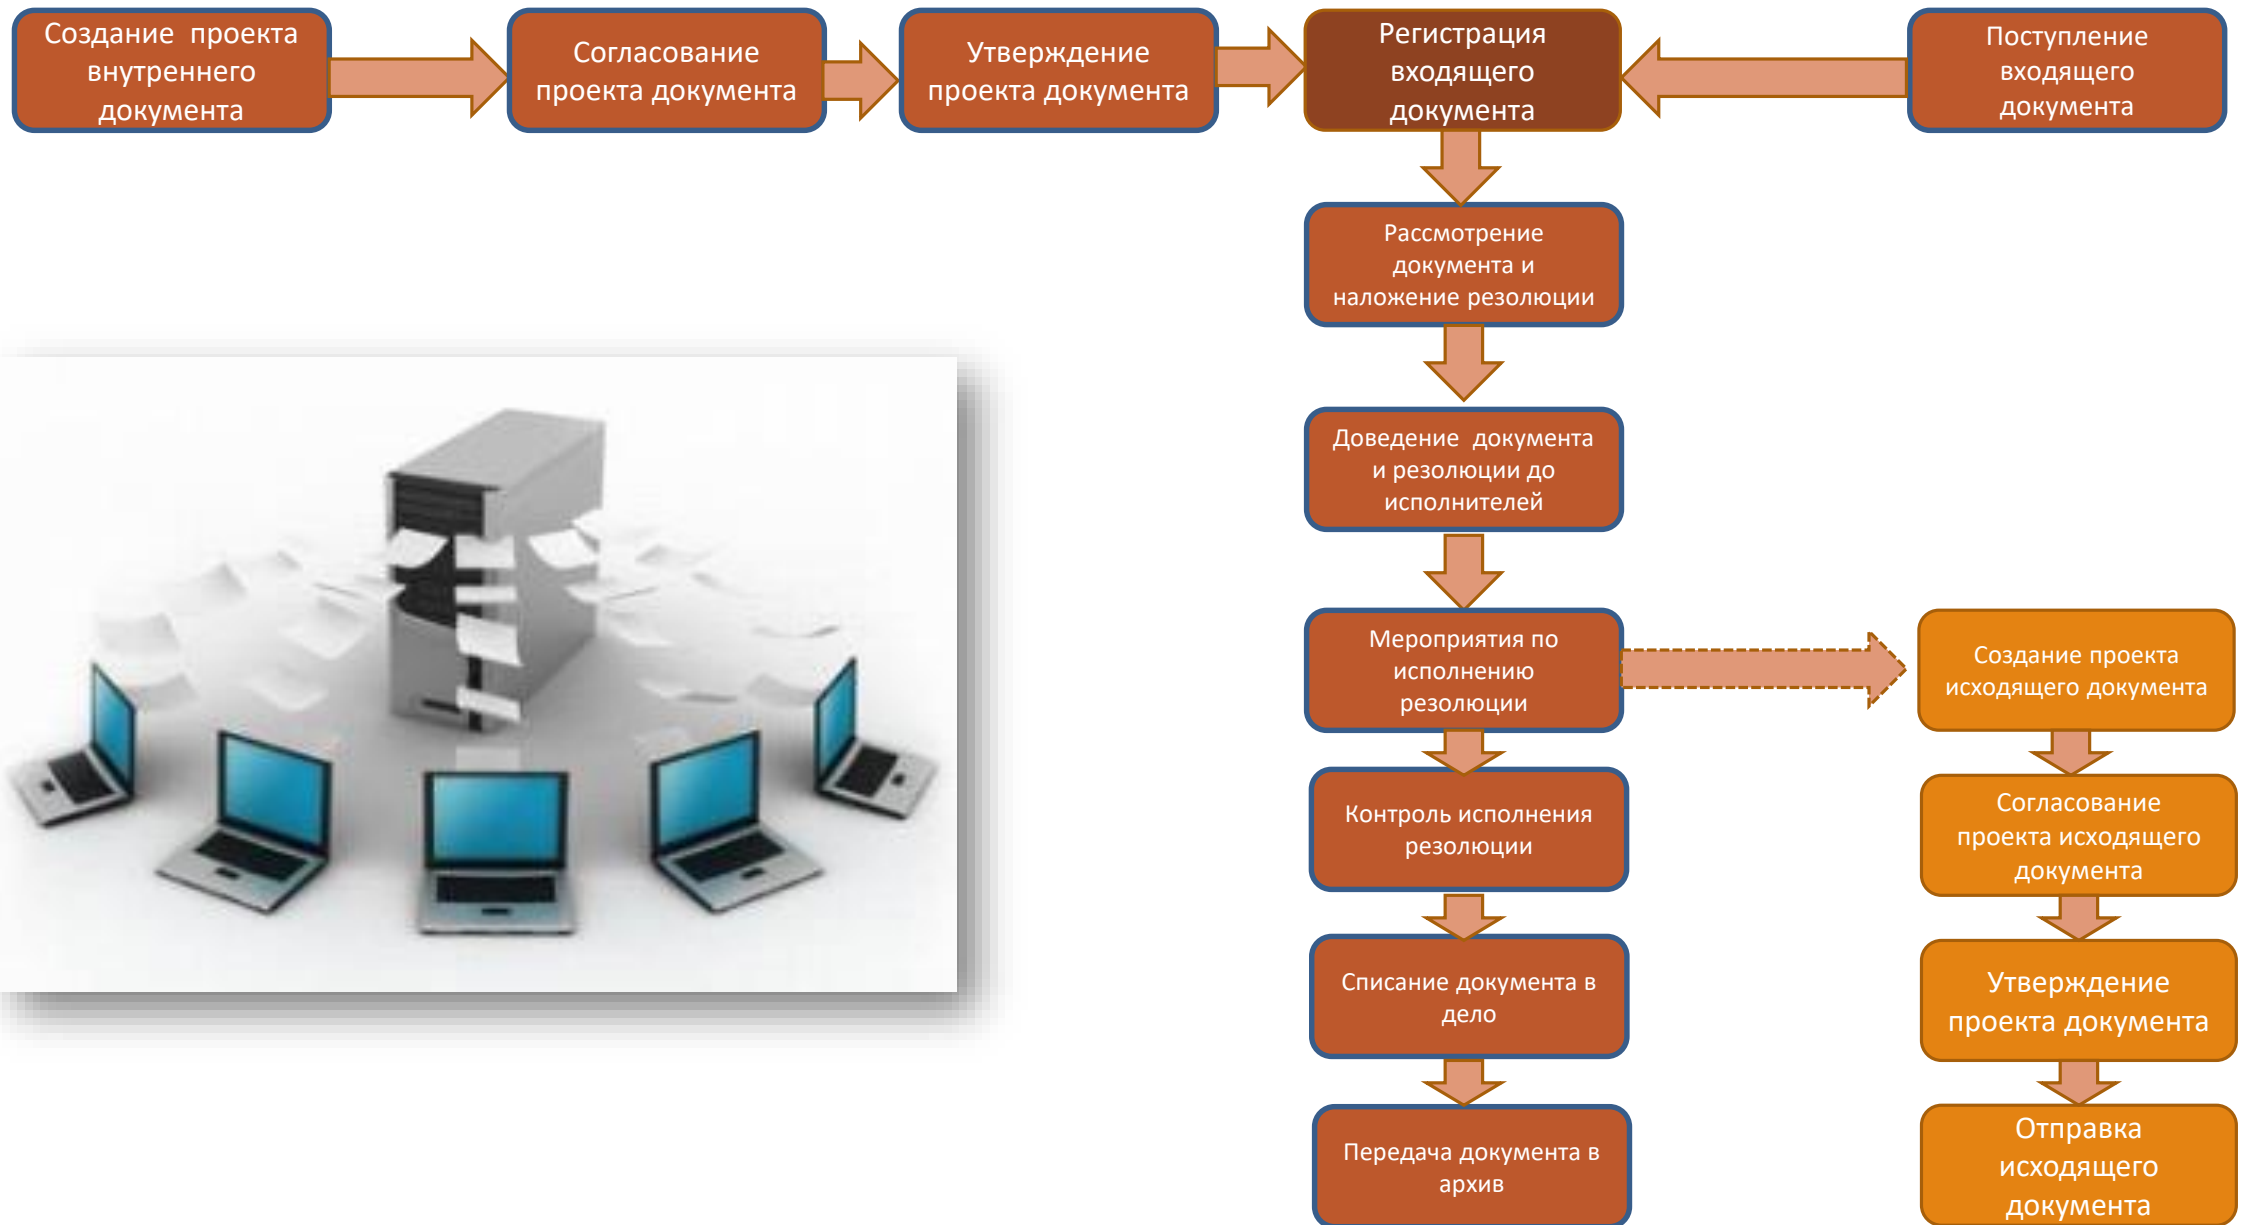 Создание проекта
внутреннего
документа
Согласование
проекта документа
Утверждение
проекта документа
Регистрация
входящего
документа
Поступление
входящего
документа
Рассмотрение
документа и
наложение резолюции
Доведение документа
и резолюции до
исполнителей
Мероприятия по
исполнению
резолюции
Создание проекта
исходящего документа
Контроль исполнения
резолюции
Согласование
проекта исходящего
документа
Списание документа в
дело
Утверждение
проекта документа
Передача документа в
архив
Отправка
исходящего
документа